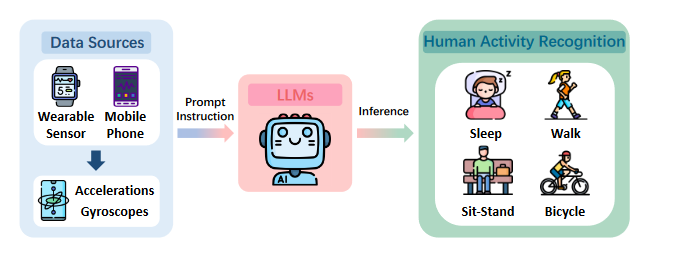 Data Sources
Wearable
Sensor
Mobile
Phone
Accelerations
Gyroscopes
Prompt
Instruction
LLMs
AI
Inference
Human Activity Recognition
z
z
Sleep
Walk
Sit-Stand
Bicycle